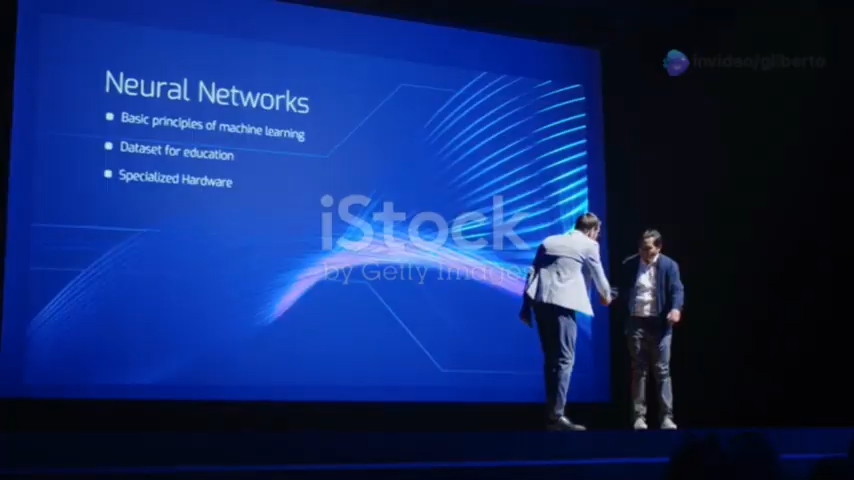 Neural Networks
Basic principles of machine learning
Dataset for education
Specialized Hardware
invideo/gilberto
iStock
by Getty Images